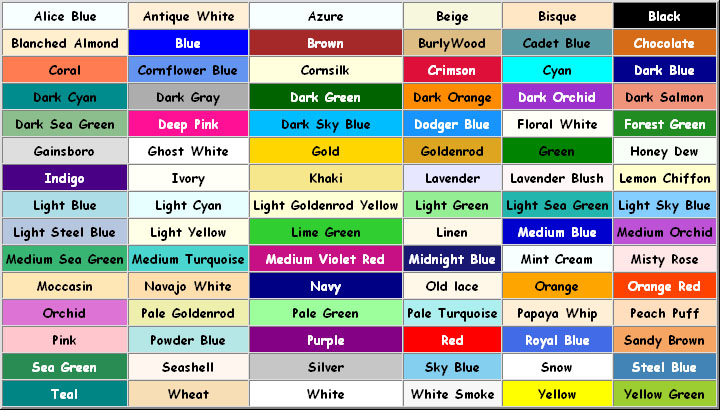 Alice Blue Antique White Azure Beige Bisque Black
Blanched Almond Blue Brown BurlyWood Cadet Blue Chocolate
Coral Cornflower Blue Cornsilk Crimson Cyan Dark Blue
Dark Cyan Dark Gray Dark Green Dark Orange Dark Orchid Dark Salmon
Dark Sea Green Deep Pink Dark Sky Blue Dodger Blue Floral White Forest Green
Gainsboro Ghost White Gold Goldenrod Green Honey Dew
Indigo Ivory Khaki Lavender Lavender Blush Lemon Chiffon
Light Blue Light Cyan Light Goldenrod Yellow Light Green Light Sea Green Light Sky Blue
Light Steel Blue Light Yellow Lime Green Linen Medium Blue Medium Orchid
Medium Sea Green Medium Turquoise Medium Violet Red Midnight Blue Mint Cream Misty Rose
Moccasin Navajo White Navy Old lace Orange Orange Red
Orchid Pale Goldenrod Pale Green Pale Turquoise Papaya Whip Peach Puff
Pink Powder Blue Purple Red Royal Blue Sandy Brown
Sea Green Seashell Silver Sky Blue Snow Steel Blue
Teal Wheat White White Smoke Yellow Yellow Green